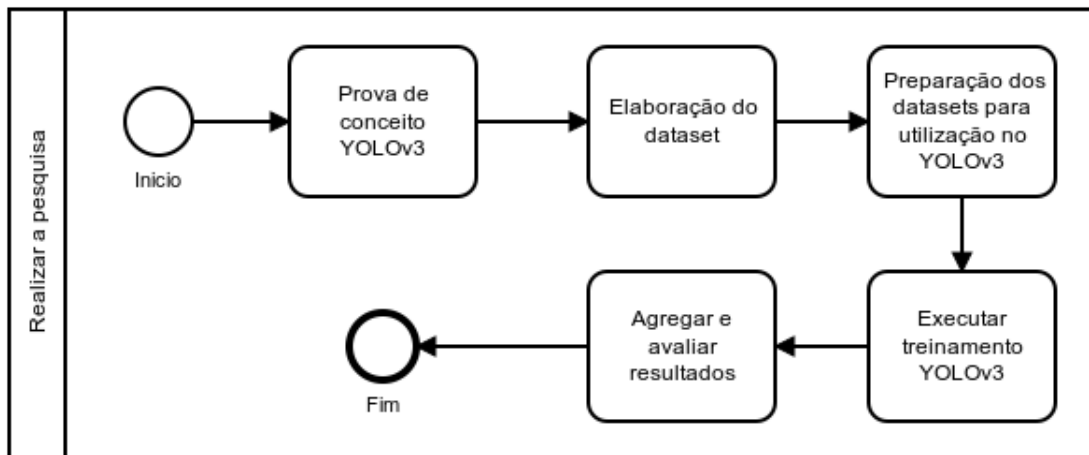 Realizar a pesquisa
Inicio
Prova de
conceito
YOLOv3
Elaboração do
dataset
Preparação dos
datasets para
utilização no
YOLOv3
Executar
treinamento
YOLOv3
Agregar e
avaliar
resultados
Fim